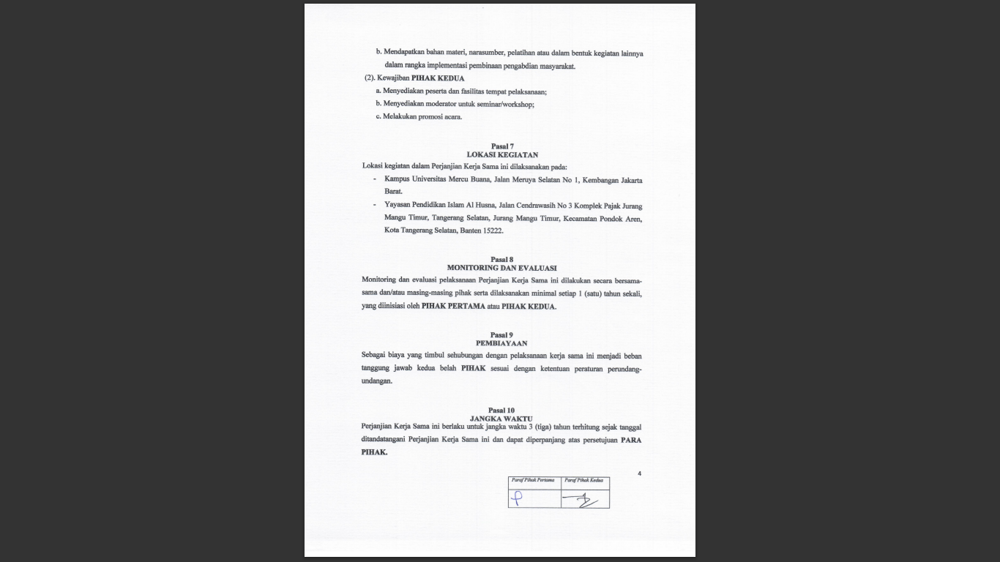 b. Mendapatkan bahan materi, narasumber, pelatihan atau dalam bentuk kegiatan lainnya
dalam rangka implementasi pembinaan pengabdian masyarakat.
(2). Kewajiban PIHAK KEDUA
a. Menyediakan peserta dan fasilitas tempat pelaksanaan;
b. Menyediakan moderator untuk seminar/workshop;
c. Melakukan promosi acara.
Pasal 7
LOKASI KEGIATAN
Lokasi kegiatan dalam Perjanjian Kerja Sama ini dilaksanakan pada:
- Kampus Universitas Mercu Buana, Jalan Meruya Selatan No 1, Kembangan Jakarta
Barat.
- Yayasan Pendidikan Islam Al Husna, Jalan Cendrawasih No 3 Komplek Pajak Jurang
Mangu Timur, Tangerang Selatan, Jurang Mangu Timur, Kecamatan Pondok Aren,
Kota Tangerang Selatan, Banten 15222.
Pasal 8
MONITORING DAN EVALUASI
Monitoring dan evaluasi pelaksanaan Perjanjian Kerja Sama ini dilakukan secara bersama-
sama dan/atau masing-masing pihak serta dilaksanakan minimal setiap 1 (satu) tahun sekali,
yang diinisiasi oleh PIHAK PERTAMA atau PIHAK KEDUA.
Pasal 9
PEMBIAYAAN
Sebagai biaya yang timbul sehubungan dengan pelaksanaan kerja sama ini menjadi beban
tanggung jawab kedua belah PIHAK sesuai dengan ketentuan peraturan perundang-
undangan.
Pasal 10
JANGKA WAKTU
Perjanjian Kerja Sama ini berlaku untuk jangka waktu 3 (tiga) tahun terhitung sejak tanggal
ditandatangani Perjanjian Kerja Sama ini dan dapat diperpanjang atas persetujuan PARA
PIHAK.
4
Paraf Pihak Pertama Paraf Pihak Kedua